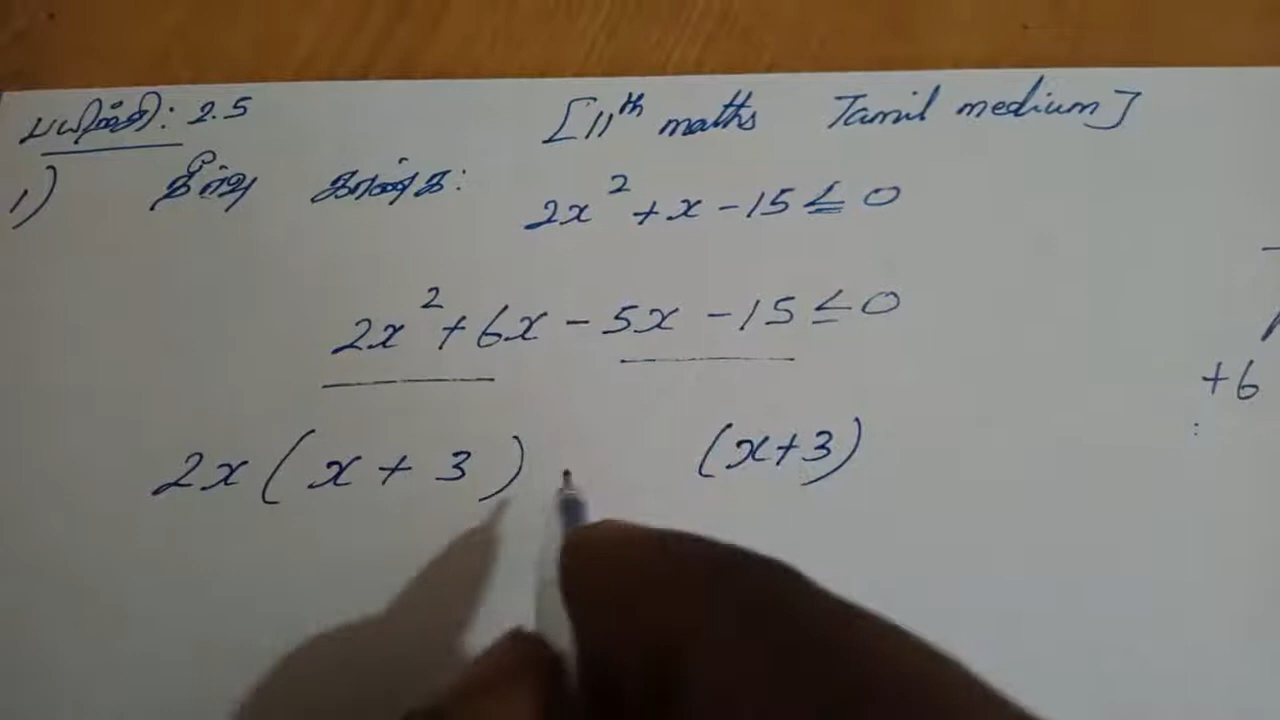 பயிற்சி: 2.5 [11th maths Tamil medium]
1) தீர்வு காண்க: 2x² + x - 15 ≤ 0
2x² + 6x - 5x - 15 ≤ 0
+6
2x(x + 3) (x+3)